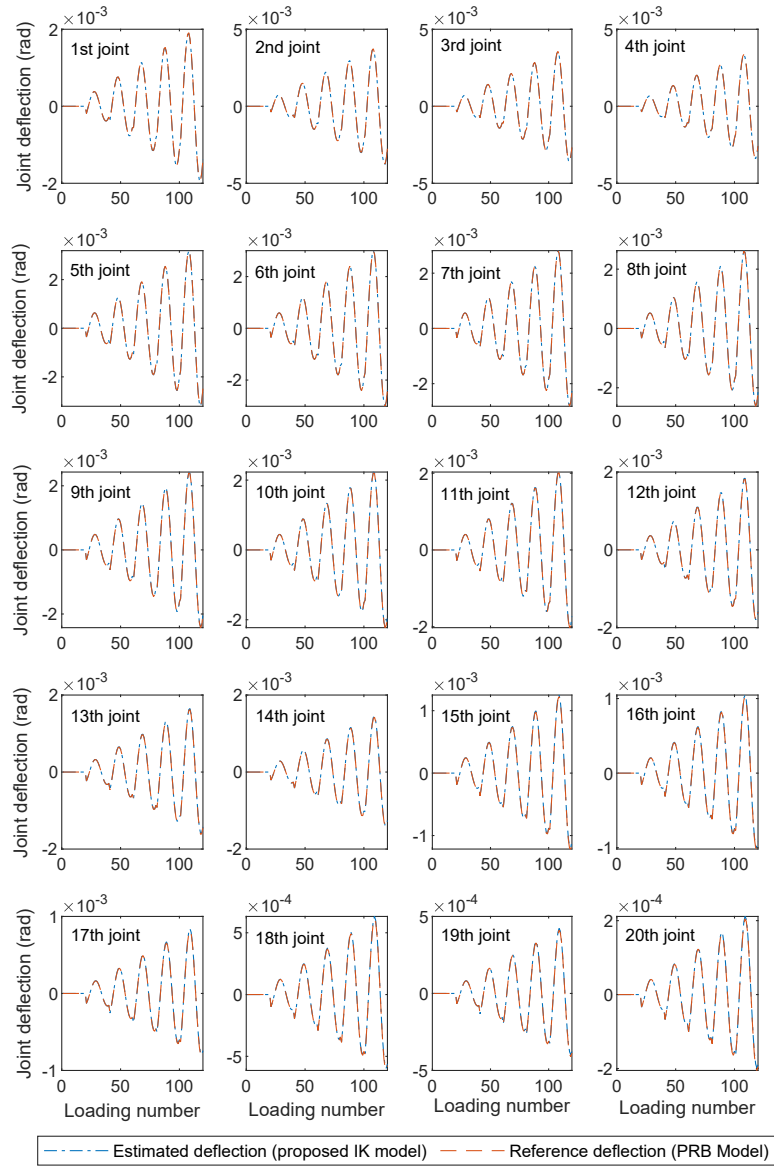 ×10⁻³ ×10⁻³ ×10⁻³ ×10⁻³
Joint deflection (rad)
2 5 5 5
1st joint 2nd joint 3rd joint 4th joint
0 0 0 0
-2 -5 -5 -5
0 50 100 0 50 100 0 50 100 0 50 100
×10⁻³ ×10⁻³ ×10⁻³ ×10⁻³
Joint deflection (rad)
5th joint 6th joint 7th joint 8th joint
2 2 2 2
0 0 0 0
-2 -2 -2 -2
0 50 100 0 50 100 0 50 100 0 50 100
×10⁻³ ×10⁻³ ×10⁻³ ×10⁻³
Joint deflection (rad)
2 2 2 2
9th joint 10th joint 11th joint 12th joint
0 0 0 0
-2 -2 -2 -2
0 50 100 0 50 100 0 50 100 0 50 100
×10⁻³ ×10⁻³ ×10⁻³ ×10⁻³
Joint deflection (rad)
2 2 1 1
13th joint 14th joint 15th joint 16th joint
0 0 0 0
-2 -2 -1 -1
0 50 100 0 50 100 0 50 100 0 50 100
×10⁻³ ×10⁻⁴ ×10⁻⁴ ×10⁻⁴
Joint deflection (rad)
1 5 5 2
17th joint 18th joint 19th joint 20th joint
0 0 0 0
-1 -5 -5 -2
0 50 100 0 50 100 0 50 100 0 50 100
Loading number Loading number Loading number Loading number
Estimated deflection (proposed IK model) Reference deflection (PRB Model)